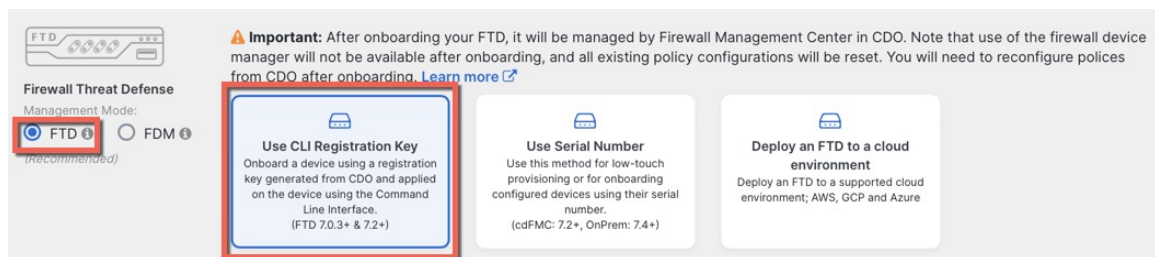 FTD
Firewall Threat Defense
Management Mode:
FTD
FDM
(Recommended)
Important: After onboarding your FTD, it will be managed by Firewall Management Center in CDO. Note that use of the firewall device
manager will not be available after onboarding, and all existing policy configurations will be reset. You will need to reconfigure polices
from CDO after onboarding. Learn more
Use CLI Registration Key
Onboard a device using a registration
key generated from CDO and applied
on the device using the Command
Line Interface.
(FTD 7.0.3+ & 7.2+)
Use Serial Number
Use this method for low-touch
provisioning or for onboarding
configured devices using their serial
number.
(cdFMC: 7.2+, OnPrem: 7.4+)
Deploy an FTD to a cloud
environment
Deploy an FTD to a supported cloud
environment; AWS, GCP and Azure